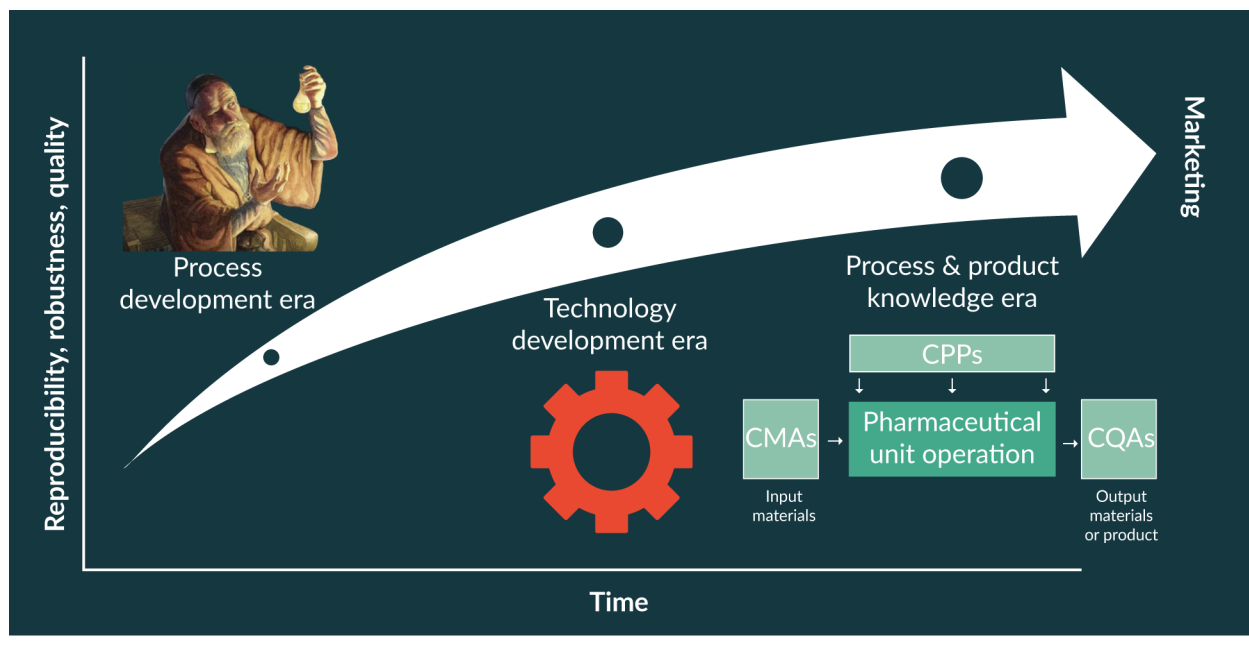 Reproducibility, robustness, quality
Process
development era
Technology
development era
Process & product
knowledge era
CPPs
CMAs
Pharmaceutical
unit operation
CQAs
Input
materials
Output
materials
or product
Marketing
Time